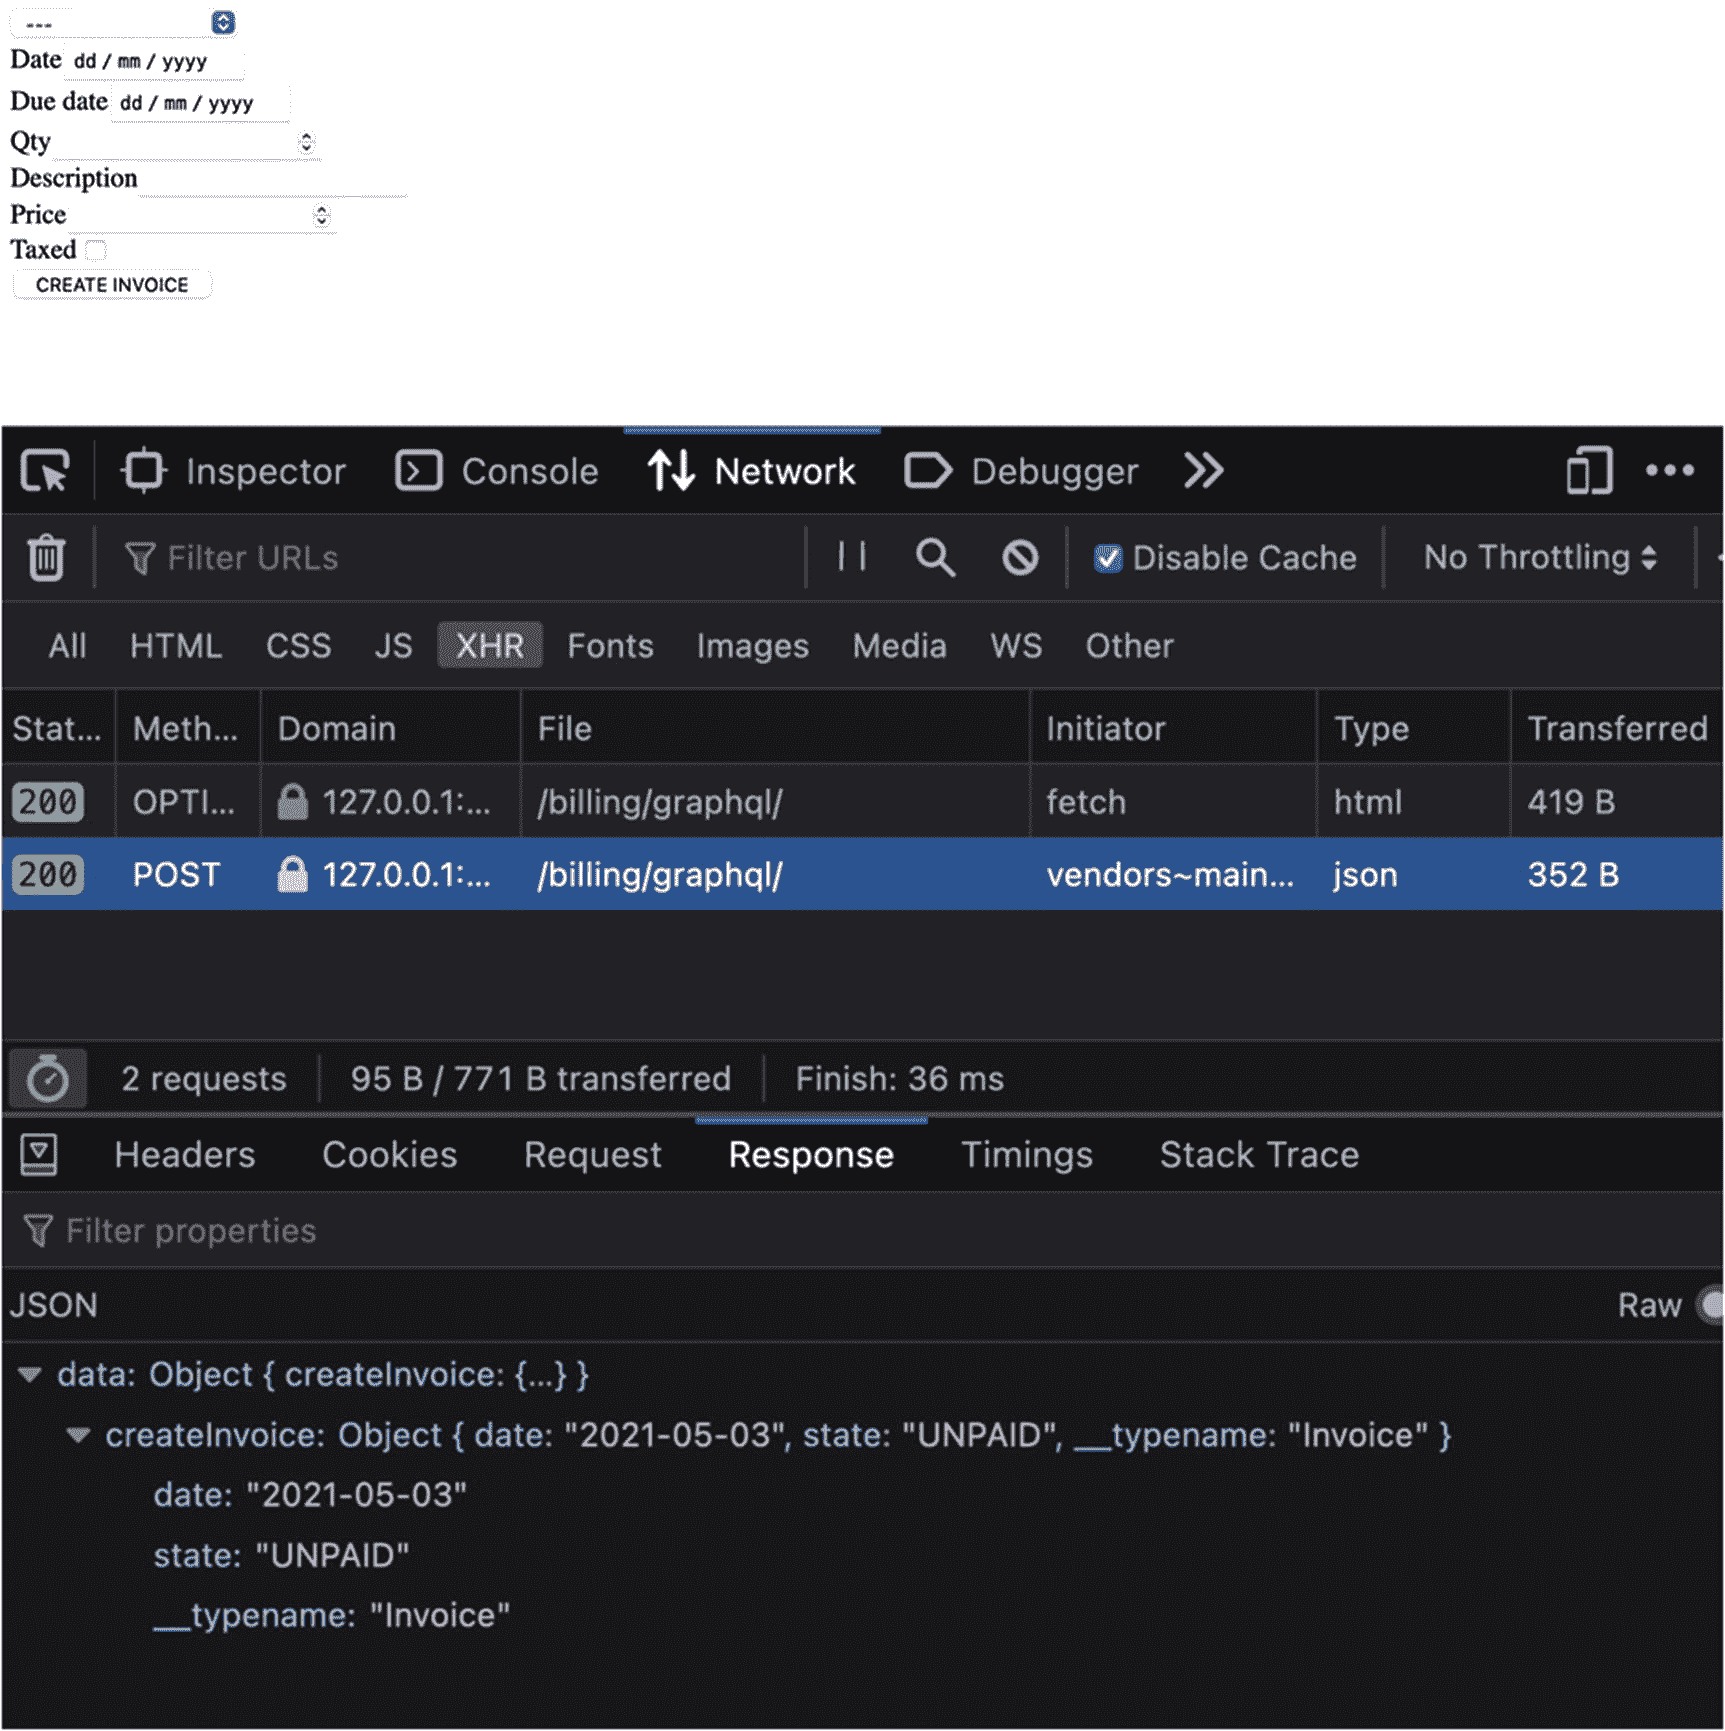 ---
Date dd / mm / yyyy
Due date dd / mm / yyyy
Qty
Description
Price
Taxed
CREATE INVOICE
Inspector Console Network Debugger
Filter URLs Disable Cache No Throttling
All HTML CSS JS XHR Fonts Images Media WS Other
Stat... Meth... Domain File Initiator Type Transferred
200 OPTI... 127.0.0.1:... /billing/graphql/ fetch html 419 B
200 POST 127.0.0.1:... /billing/graphql/ vendors~main... json 352 B
2 requests 95 B / 771 B transferred Finish: 36 ms
Headers Cookies Request Response Timings Stack Trace
Filter properties
JSON Raw
data: Object { createInvoice: {...} }
createInvoice: Object { date: "2021-05-03", state: "UNPAID", __typename: "Invoice" }
date: "2021-05-03"
state: "UNPAID"
__typename: "Invoice"